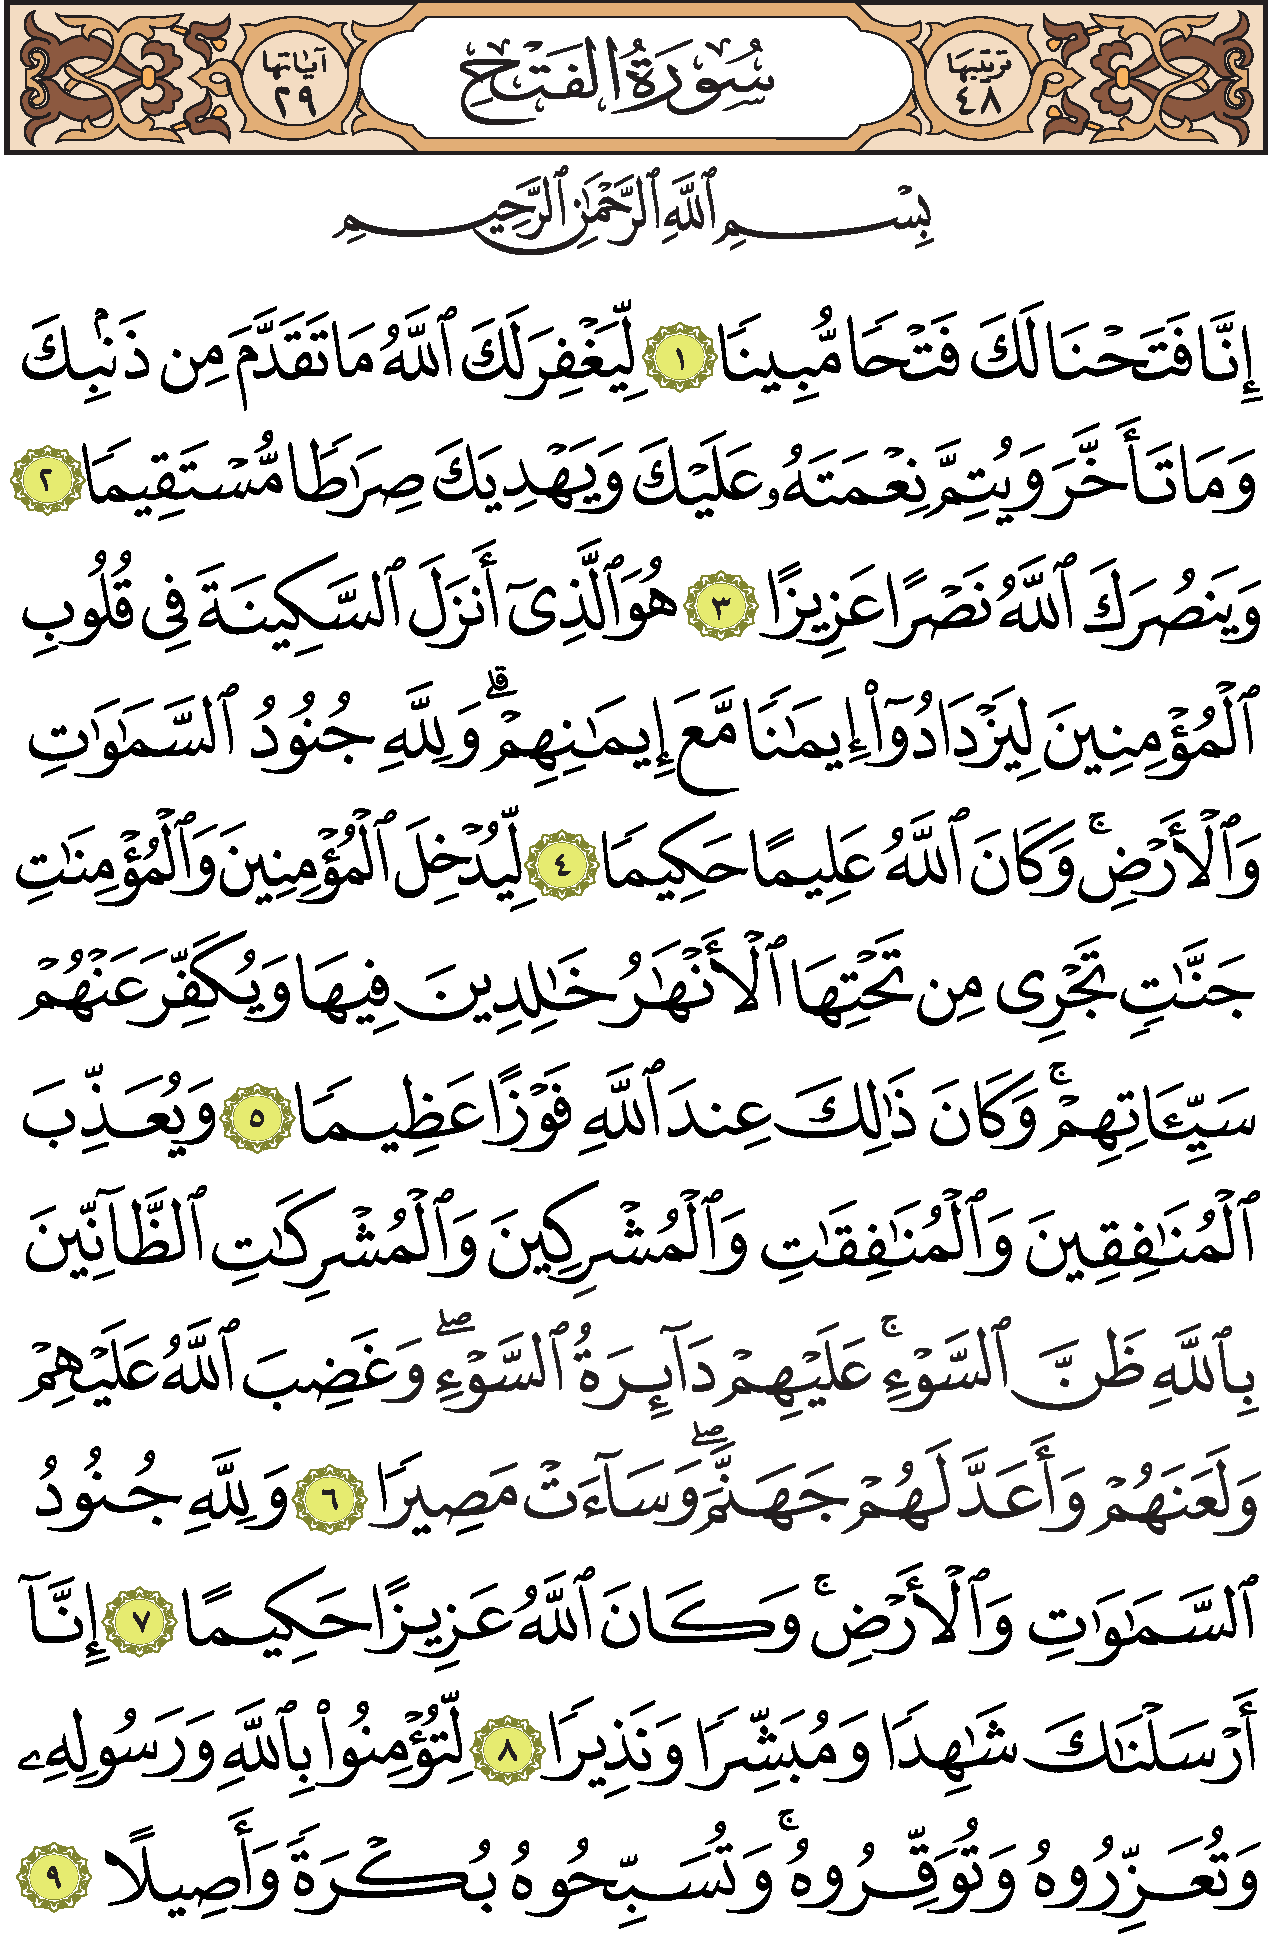 ترتيبها ٤٨
سُورَةُ الفَتْحِ
آياتها ٢٩
بِسْمِ ٱللَّهِ ٱلرَّحْمَٰنِ ٱلرَّحِيمِ
إِنَّا فَتَحْنَا لَكَ فَتْحًا مُّبِينًا ١ لِّيَغْفِرَ لَكَ ٱللَّهُ مَا تَقَدَّمَ مِن ذَنۢبِكَ
وَمَا تَأَخَّرَ وَيُتِمَّ نِعْمَتَهُۥ عَلَيْكَ وَيَهْدِيَكَ صِرَٰطًا مُّسْتَقِيمًا ٢
وَيَنصُرَكَ ٱللَّهُ نَصْرًا عَزِيزًا ٣ هُوَ ٱلَّذِىٓ أَنزَلَ ٱلسَّكِينَةَ فِى قُلُوبِ
ٱلْمُؤْمِنِينَ لِيَزْدَادُوٓا۟ إِيمَٰنًا مَّعَ إِيمَٰنِهِمْ ۗ وَلِلَّهِ جُنُودُ ٱلسَّمَٰوَٰتِ
وَٱلْأَرْضِ ۚ وَكَانَ ٱللَّهُ عَلِيمًا حَكِيمًا ٤ لِّيُدْخِلَ ٱلْمُؤْمِنِينَ وَٱلْمُؤْمِنَٰتِ
جَنَّٰتٍ تَجْرِى مِن تَحْتِهَا ٱلْأَنْهَٰرُ خَٰلِدِينَ فِيهَا وَيُكَفِّرَ عَنْهُمْ
سَيِّـَٔاتِهِمْ ۚ وَكَانَ ذَٰلِكَ عِندَ ٱللَّهِ فَوْزًا عَظِيمًا ٥ وَيُعَذِّبَ
ٱلْمُنَٰفِقِينَ وَٱلْمُنَٰفِقَٰتِ وَٱلْمُشْرِكِينَ وَٱلْمُشْرِكَٰتِ ٱلظَّآنِّينَ
بِٱللَّهِ ظَنَّ ٱلسَّوْءِ ۚ عَلَيْهِمْ دَآئِرَةُ ٱلسَّوْءِ ۖ وَغَضِبَ ٱللَّهُ عَلَيْهِمْ
وَلَعَنَهُمْ وَأَعَدَّ لَهُمْ جَهَنَّمَ ۖ وَسَآءَتْ مَصِيرًا ٦ وَلِلَّهِ جُنُودُ
ٱلسَّمَٰوَٰتِ وَٱلْأَرْضِ ۚ وَكَانَ ٱللَّهُ عَزِيزًا حَكِيمًا ٧ إِنَّآ
أَرْسَلْنَٰكَ شَٰهِدًا وَمُبَشِّرًا وَنَذِيرًا ٨ لِّتُؤْمِنُوا۟ بِٱللَّهِ وَرَسُولِهِۦ
وَتُعَزِّرُوهُ وَتُوَقِّرُوهُ ۚ وَتُسَبِّحُوهُ بُكْرَةً وَأَصِيلًا ٩